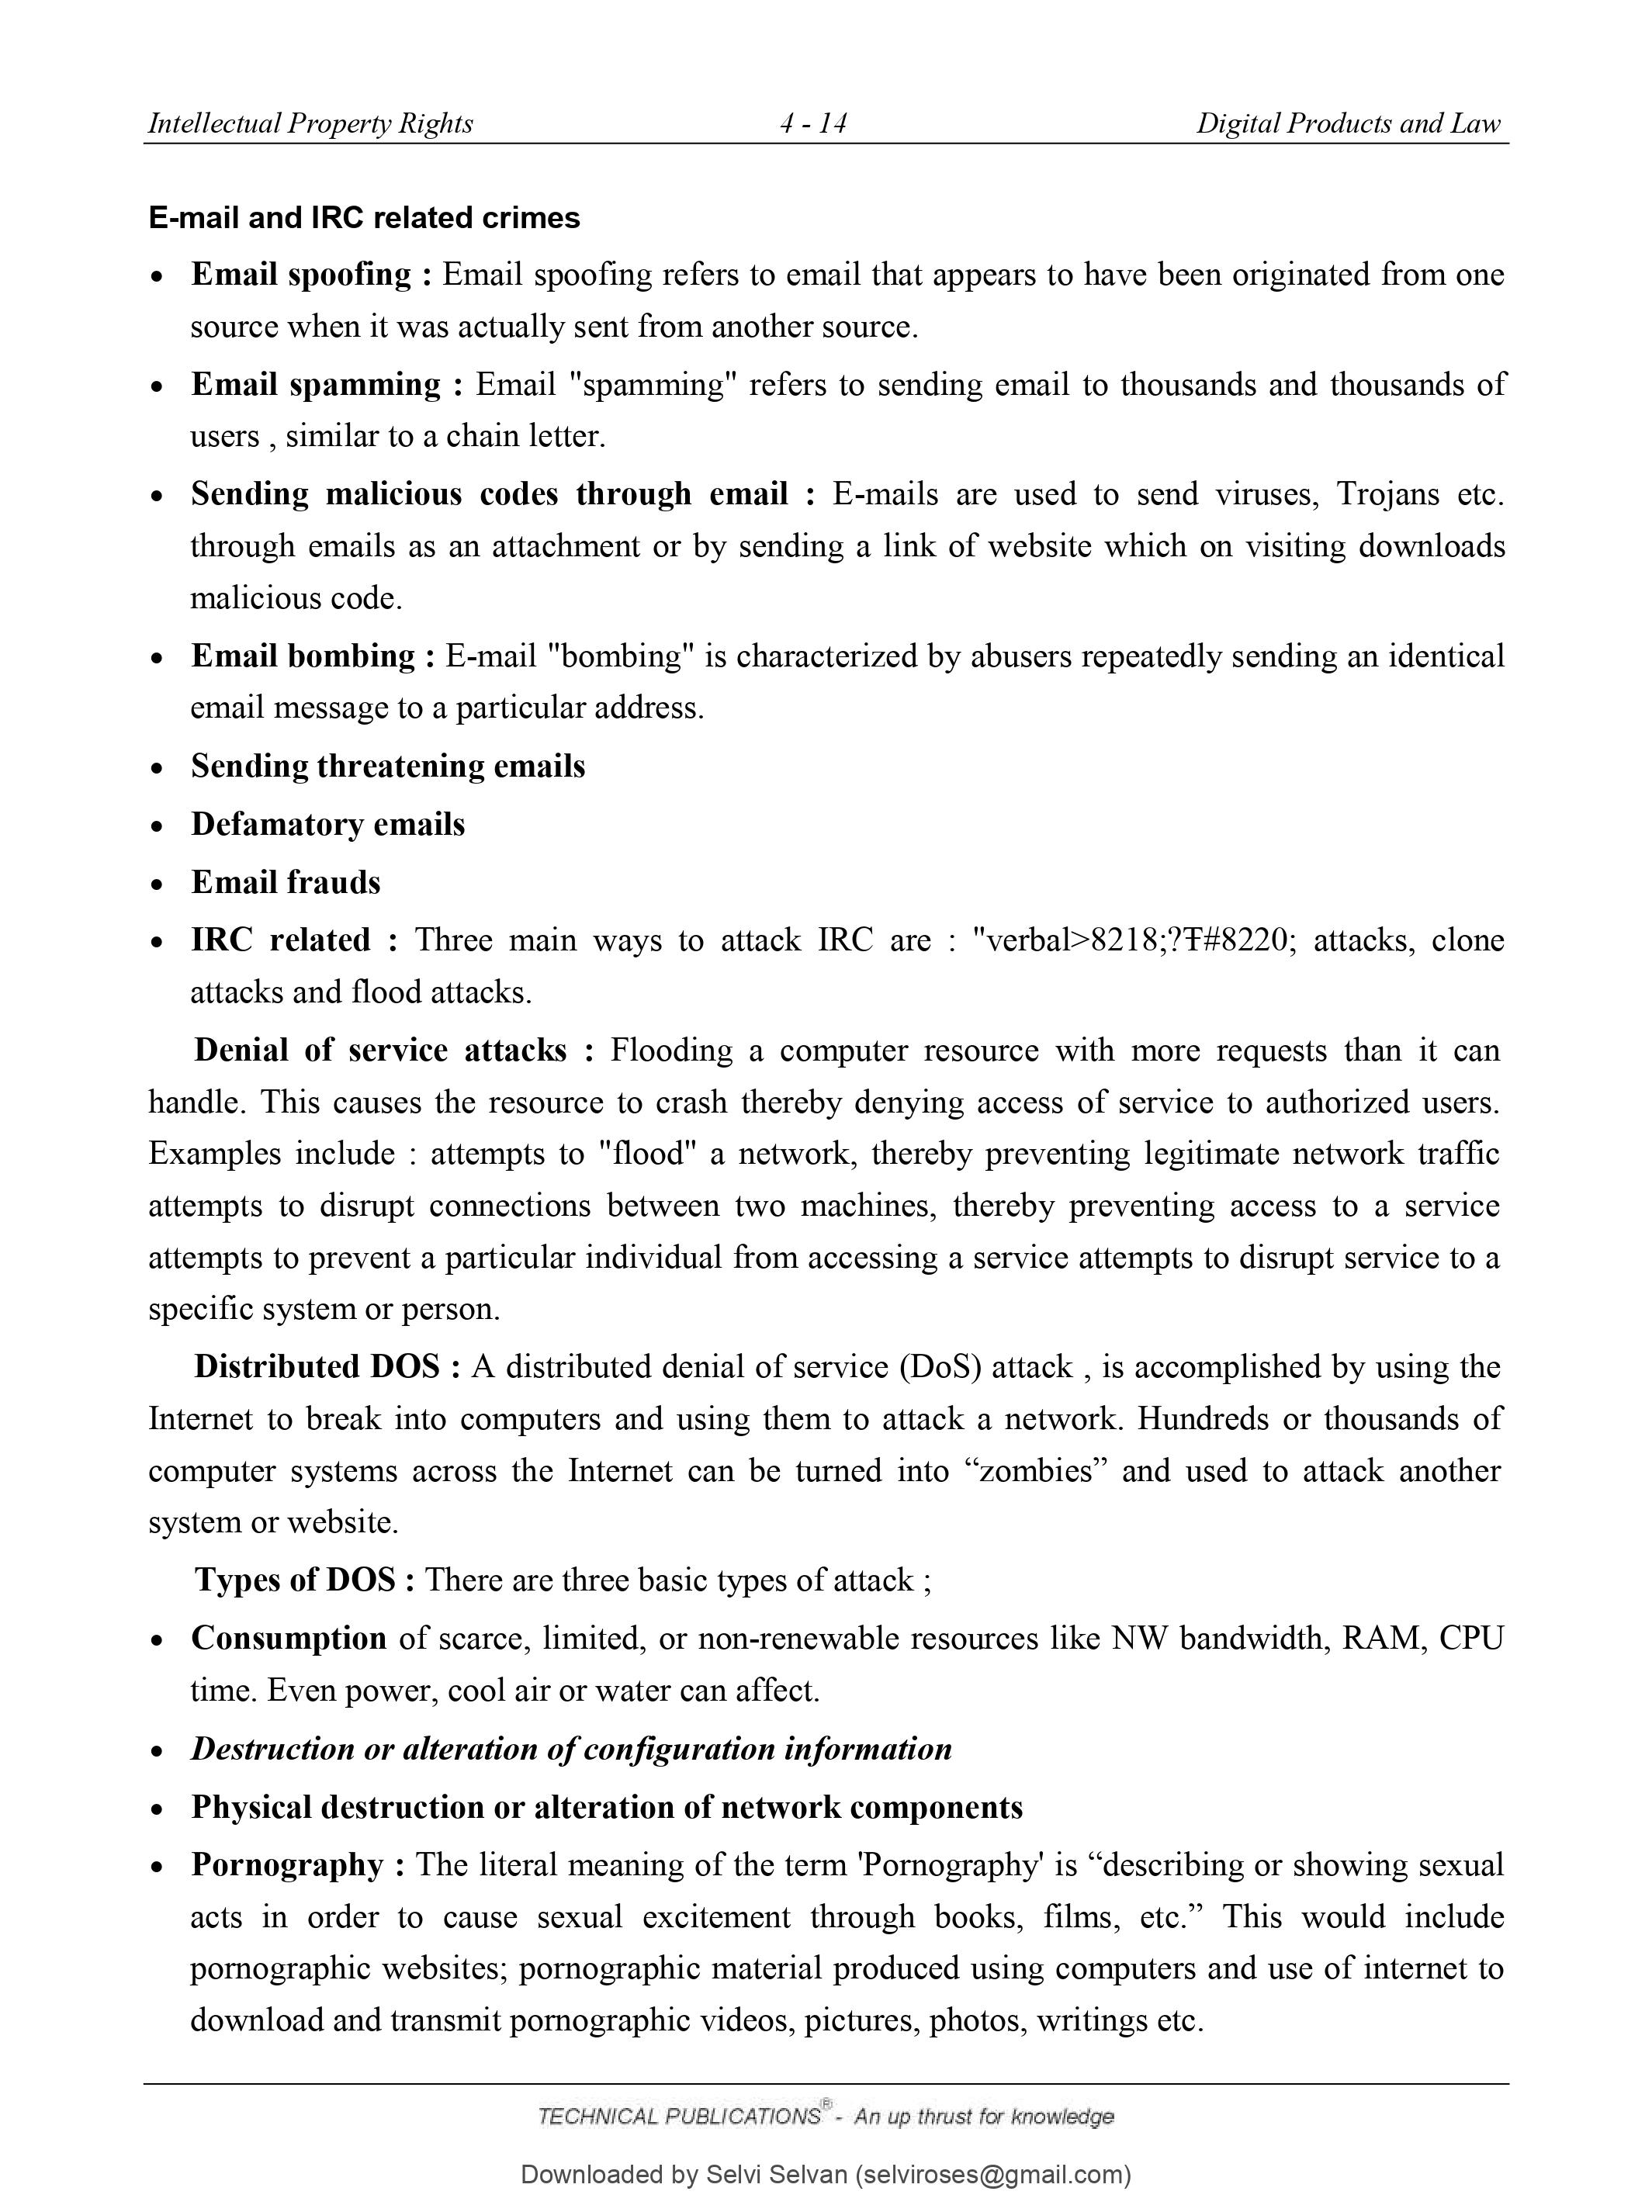 Intellectual Property Rights 4 - 14 Digital Products and Law
E-mail and IRC related crimes
• Email spoofing : Email spoofing refers to email that appears to have been originated from one
source when it was actually sent from another source.
• Email spamming : Email "spamming" refers to sending email to thousands and thousands of
users , similar to a chain letter.
• Sending malicious codes through email : E-mails are used to send viruses, Trojans etc.
through emails as an attachment or by sending a link of website which on visiting downloads
malicious code.
• Email bombing : E-mail "bombing" is characterized by abusers repeatedly sending an identical
email message to a particular address.
• Sending threatening emails
• Defamatory emails
• Email frauds
• IRC related : Three main ways to attack IRC are : "verbal>8218;?Ŧ#8220; attacks, clone
attacks and flood attacks.
Denial of service attacks : Flooding a computer resource with more requests than it can
handle. This causes the resource to crash thereby denying access of service to authorized users.
Examples include : attempts to "flood" a network, thereby preventing legitimate network traffic
attempts to disrupt connections between two machines, thereby preventing access to a service
attempts to prevent a particular individual from accessing a service attempts to disrupt service to a
specific system or person.
Distributed DOS : A distributed denial of service (DoS) attack , is accomplished by using the
Internet to break into computers and using them to attack a network. Hundreds or thousands of
computer systems across the Internet can be turned into “zombies” and used to attack another
system or website.
Types of DOS : There are three basic types of attack ;
• Consumption of scarce, limited, or non-renewable resources like NW bandwidth, RAM, CPU
time. Even power, cool air or water can affect.
• Destruction or alteration of configuration information
• Physical destruction or alteration of network components
• Pornography : The literal meaning of the term 'Pornography' is “describing or showing sexual
acts in order to cause sexual excitement through books, films, etc.” This would include
pornographic websites; pornographic material produced using computers and use of internet to
download and transmit pornographic videos, pictures, photos, writings etc.
TECHNICAL PUBLICATIONS® - An up thrust for knowledge
Downloaded by Selvi Selvan (selviroses@gmail.com)